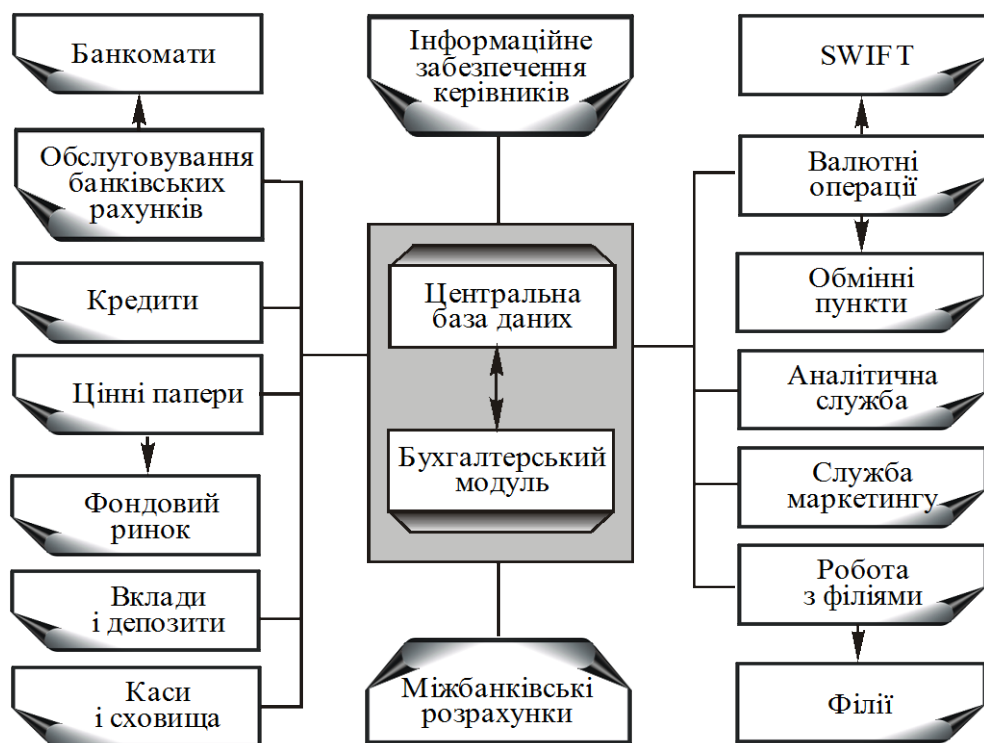 Банкомати
Обслуговування
банківських
рахунків
Кредити
Цінні папери
Фондовий
ринок
Вклади
і депозити
Каси
і сховища
Інформаційне
забезпечення
керівників
Центральна
база даних
Бухгалтерський
модуль
Міжбанківські
розрахунки
SWIFT
Валютні
операції
Обмінні
пункти
Аналітична
служба
Служба
маркетингу
Робота
з філіями
Філії